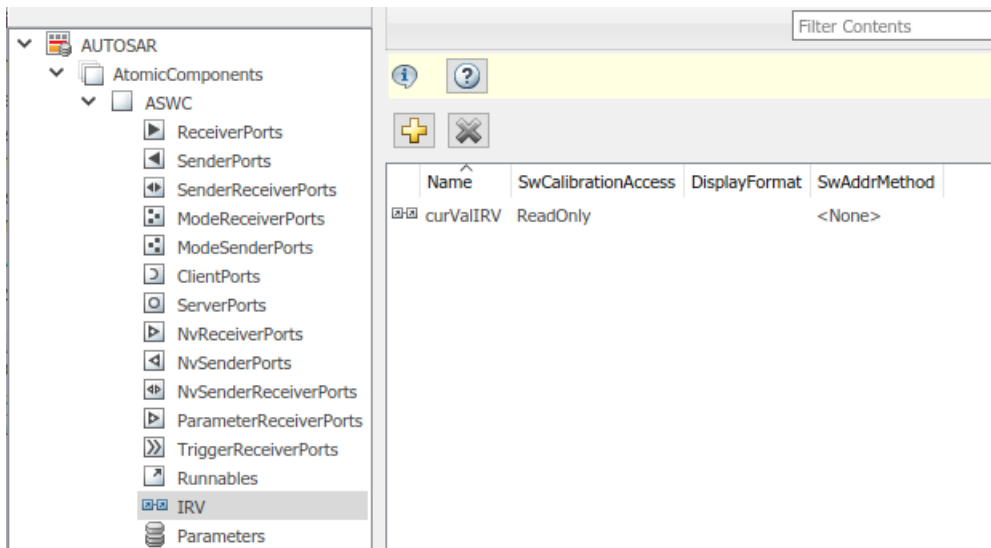 Filter Contents
AUTOSAR
AtomicComponents
ASWC
ReceiverPorts
SenderPorts
SenderReceiverPorts
ModeReceiverPorts
ModeSenderPorts
ClientPorts
ServerPorts
NvReceiverPorts
NvSenderPorts
NvSenderReceiverPorts
ParameterReceiverPorts
TriggerReceiverPorts
Runnables
IRV
Parameters
Name SwCalibrationAccess DisplayFormat SwAddrMethod
curValIRV ReadOnly <None>